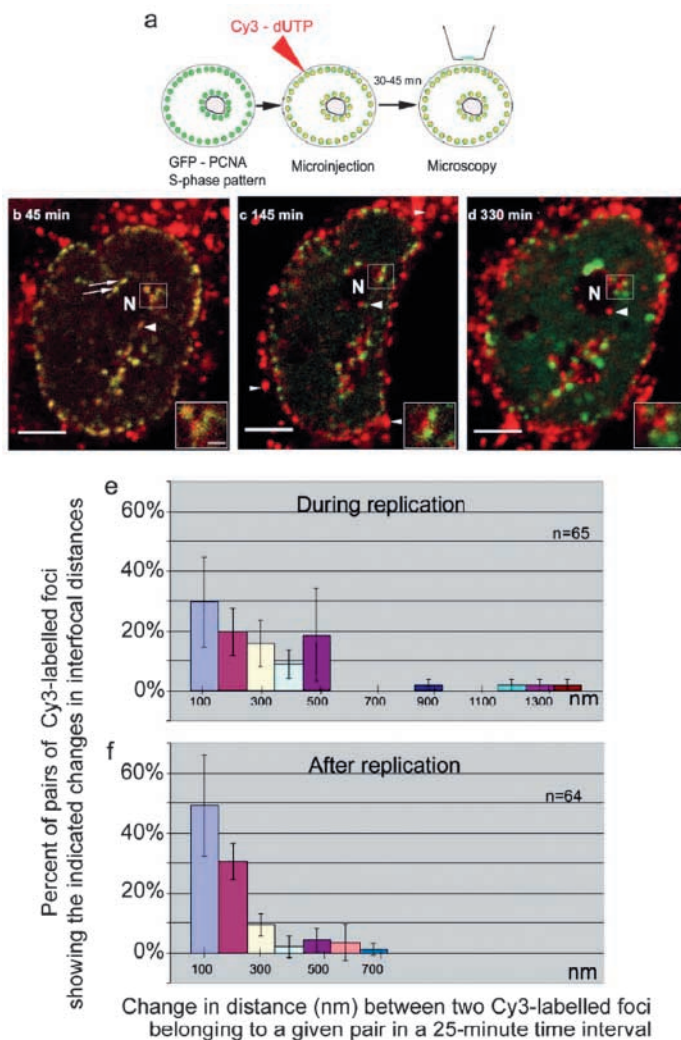 a
Cy3 - dUTP
30-45 mn
GFP - PCNA
S-phase pattern
Microinjection
Microscopy
b 45 min
N
c 145 min
N
d 330 min
N
e
During replication
n=65
60%
40%
20%
0%
100 300 500 700 900 1100 1300 nm
f
After replication
n=64
60%
40%
20%
0%
100 300 500 700
nm
Percent of pairs of Cy3-labelled foci
showing the indicated changes in interfocal distances
Change in distance (nm) between two Cy3-labelled foci
belonging to a given pair in a 25-minute time interval